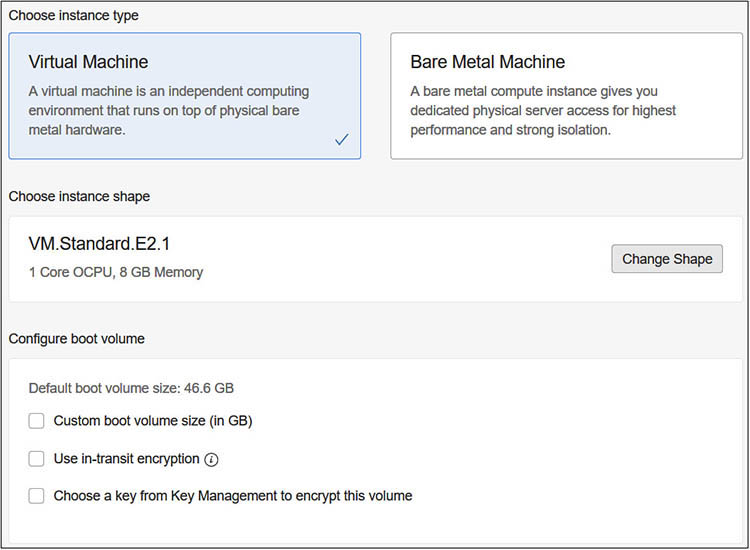 Choose instance type
Virtual Machine
A virtual machine is an independent computing
environment that runs on top of physical bare
metal hardware.
Bare Metal Machine
A bare metal compute instance gives you
dedicated physical server access for highest
performance and strong isolation.
Choose instance shape
VM.Standard.E2.1
1 Core OCPU, 8 GB Memory
Change Shape
Configure boot volume
Default boot volume size: 46.6 GB
Custom boot volume size (in GB)
Use in-transit encryption i
Choose a key from Key Management to encrypt this volume